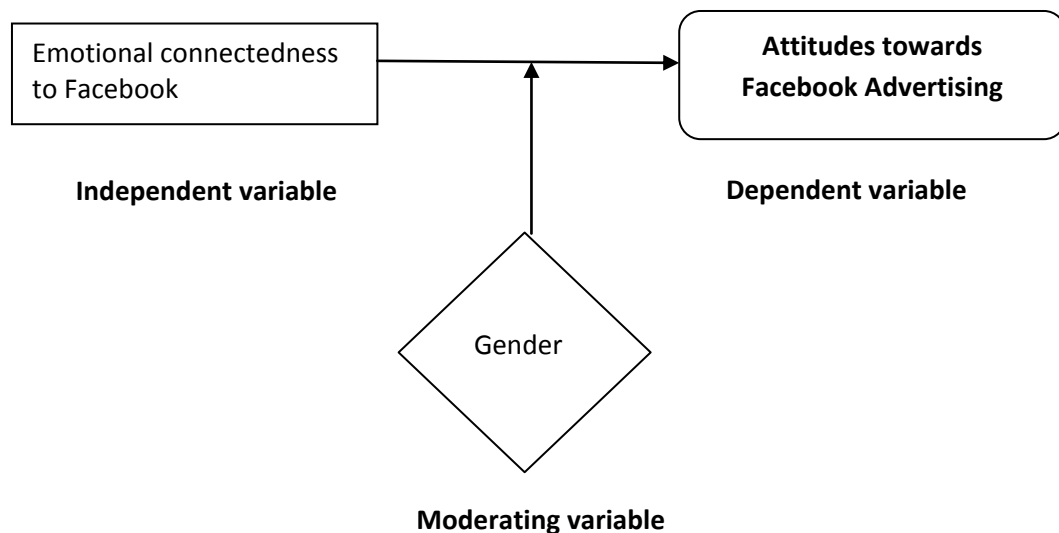 Emotional connectedness
to Facebook
Attitudes towards
Facebook Advertising
Independent variable
Dependent variable
Gender
Moderating variable